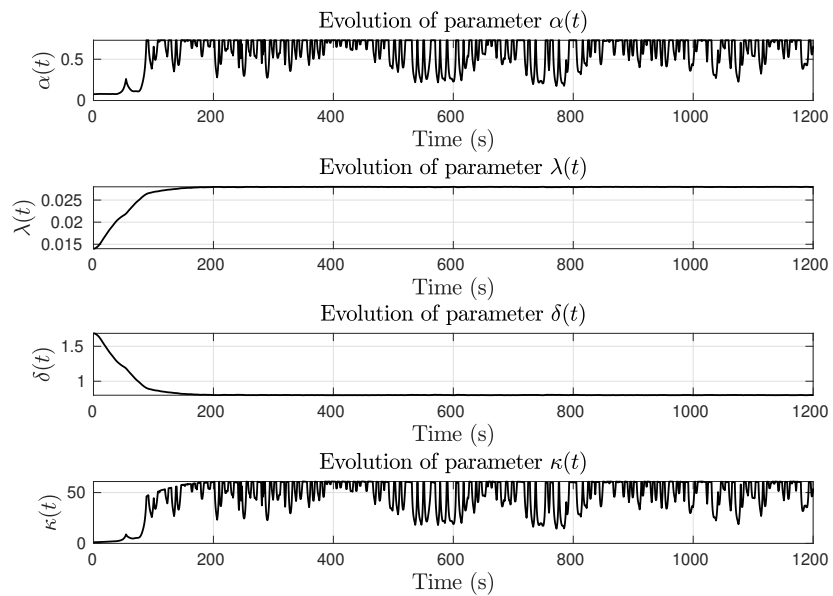 Evolution of parameter α(t)
α(t)
0.5
0
0 200 400 600 800 1000 1200
Time (s)
Evolution of parameter λ(t)
λ(t)
0.025
0.02
0.015
0 200 400 600 800 1000 1200
Time (s)
Evolution of parameter δ(t)
δ(t)
1.5
1
0 200 400 600 800 1000 1200
Time (s)
Evolution of parameter κ(t)
κ(t)
50
0
0 200 400 600 800 1000 1200
Time (s)